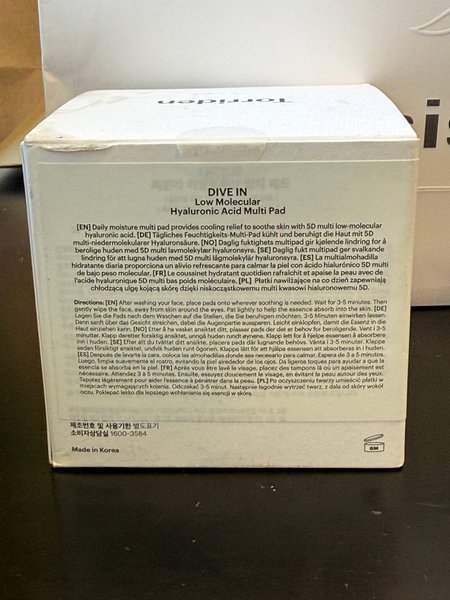 Torriden
is
DIVE IN
Low Molecular
Hyaluronic Acid Multi Pad
[EN] Daily moisture multi pad provides cooling relief to soothe skin with 5D multi low-molecular
hyaluronic acid. [DE] Tägliches Feuchtigkeits-Multi-Pad kühlt und beruhigt die Haut mit 5D
multi-niedermolekularer Hyaluronsäure. [NO] Daglig fuktighets multipad gir kjølende lindring for å
berolige huden med 5D multi lavmolekylær hyaluronsyre. [SE] Daglig fukt multipad ger svalkande
lindring för att lugna huden med 5D multi lågmolekylär hyaluronsyra. [ES] La multialmohadilla
hidratante diaria proporciona un alivio refrescante para calmar la piel con ácido hialurónico 5D multi
de bajo peso molecular. [FR] Le coussinet hydratant quotidien rafraîchit et apaise la peau avec de
l'acide hyaluronique 5D multi bas poids moléculaire. [PL] Płatki nawilżające na co dzień zapewniają
chłodzącą ulgę kojącą skórę dzięki niskocząstkowemu multi kwasowi hialuronowemu 5D.
Directions: [EN] After washing your face, place pads onto wherever soothing is needed. Wait for 3-5 minutes. Then
gently wipe the face, away from skin around the eyes. Pat lightly to help the essence absorb into the skin. [DE]
Legen Sie die Pads nach dem Waschen auf die Stellen, die Sie beruhigen möchten. 3-5 Minuten einwirken lassen.
Dann sanft über das Gesicht streichen, dabei die Augenpartie aussparen. Leicht einklopfen, damit die Essenz in die
Haut einziehen kann. [NO] Etter å ha vasket ansiktet ditt, plasser pads der det er behov for beroligende. Vent i 3-5
minutter. Klapp deretter forsiktig ansiktet, unngå huden rundt øynene. Klapp lett for å hjelpe essensen å absorbere
inn i huden. [SE] Efter att du tvättat ditt ansikte, placera pads där lugnande behövs. Vänta i 3-5 minuter. Klappa
sedan försiktigt ansiktet, undvik huden runt ögonen. Klappa lätt för att hjälpa essensen att absorberas in i huden.
[ES] Después de lavarte la cara, coloca las almohadillas donde sea necesario para calmar. Espera de 3 a 5 minutos.
Luego, limpia suavemente el rostro, evitando la piel alrededor de los ojos. Da ligeros toques para ayudar a que la
esencia se absorba en la piel. [FR] Après vous être lavé le visage, placez des tampons là où un apaisement est
nécessaire. Attendez 3 à 5 minutes. Ensuite, essuyez doucement le visage, en évitant la peau autour des yeux.
Tapotez légèrement pour aider l'essence à pénétrer dans la peau. [PL] Po oczyszczeniu twarzy umieścić płatki w
miejscach wymagających kojenia. Odczekać 3-5 minut. Następnie łagodnie wytrzeć twarz, z dala od skóry wokół
oczu. Poklepać lekko dla lepszego wchłaniania się esencji w skórę.
제조번호 및 사용기한 별도표기
소비자상담실 1600-3584
Made in Korea
6M